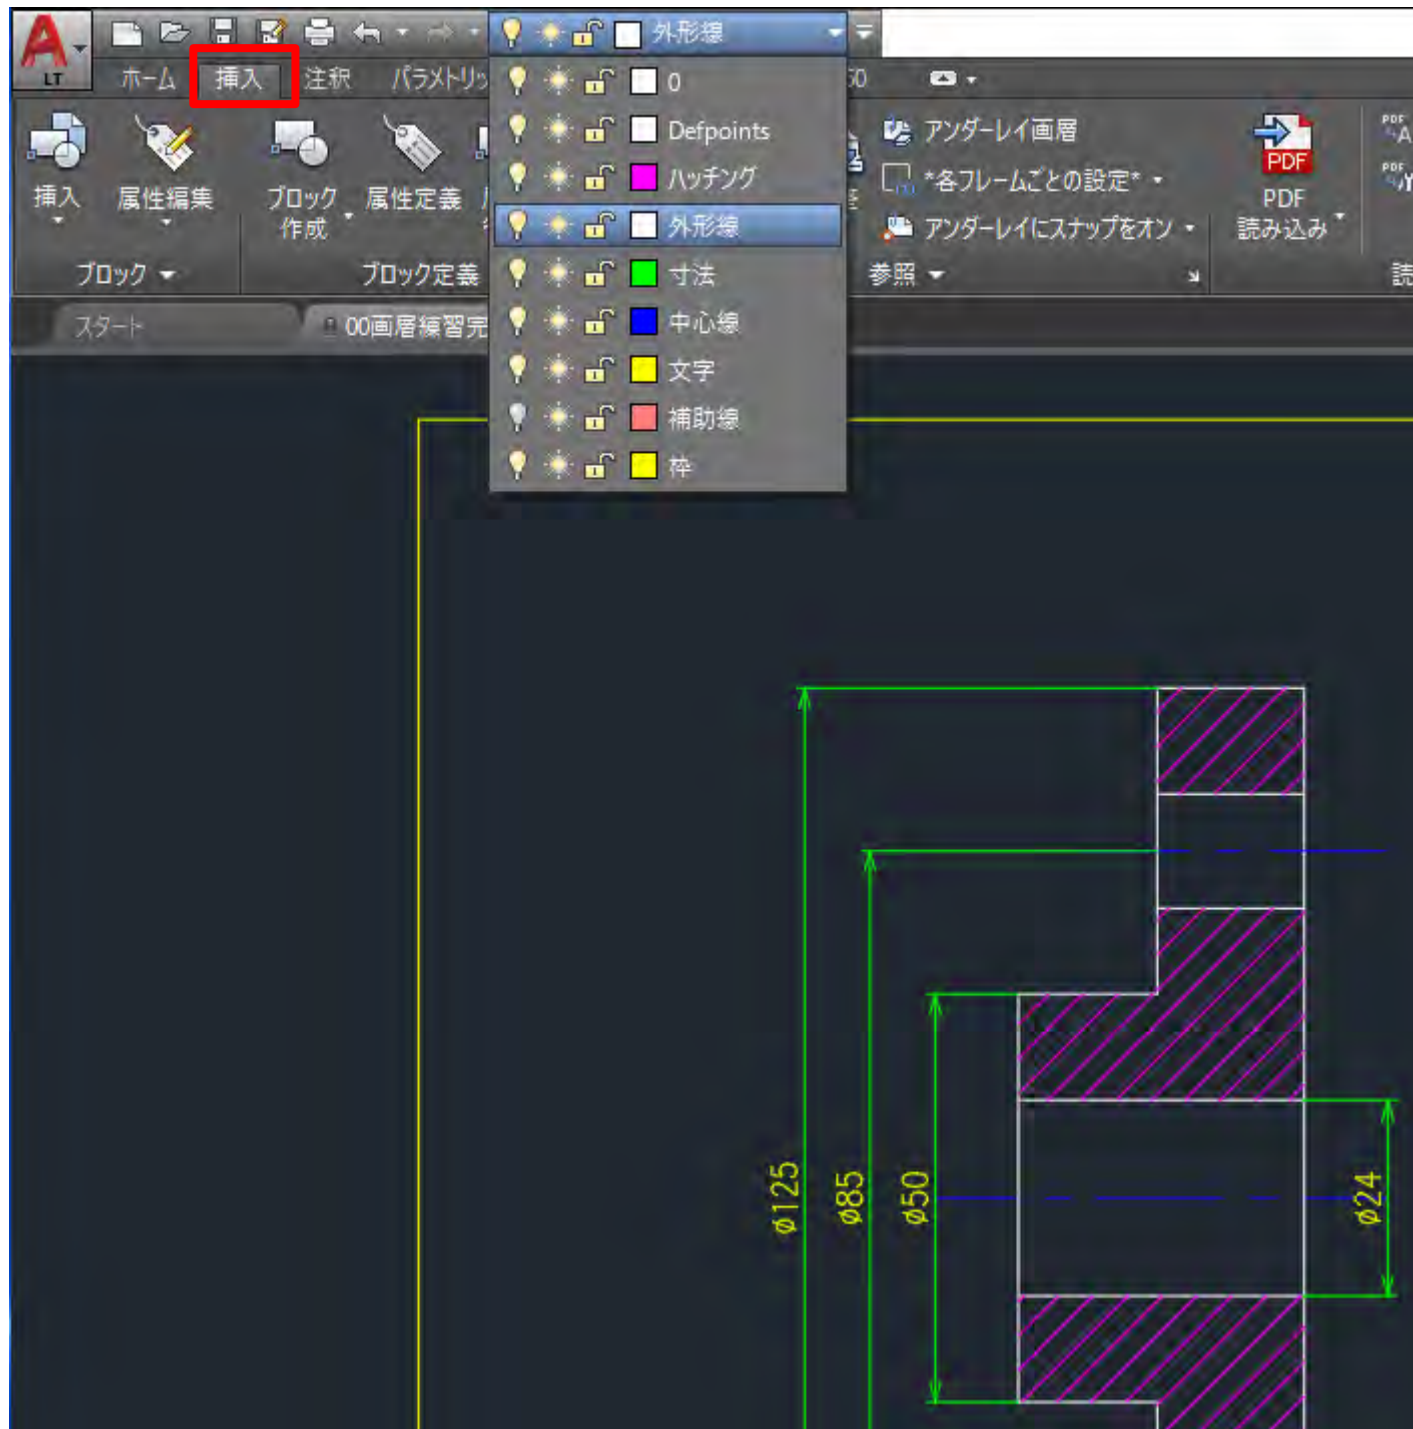 外形線
LT
ホーム 挿入 注釈 パラメトリッ
0
Defpoints
ハッチング
外形線
寸法
中心線
文字
補助線
枠
挿入
属性編集
ブロック
作成
属性定義
アンダーレイ画層
*各フレームごとの設定*
アンダーレイにスナップをオン
PDF
PDF
読み込み
PDF
PDF
ブロック
ブロック定義
参照
読
スタート
00画層練習完
ø125
ø85
ø50
ø24